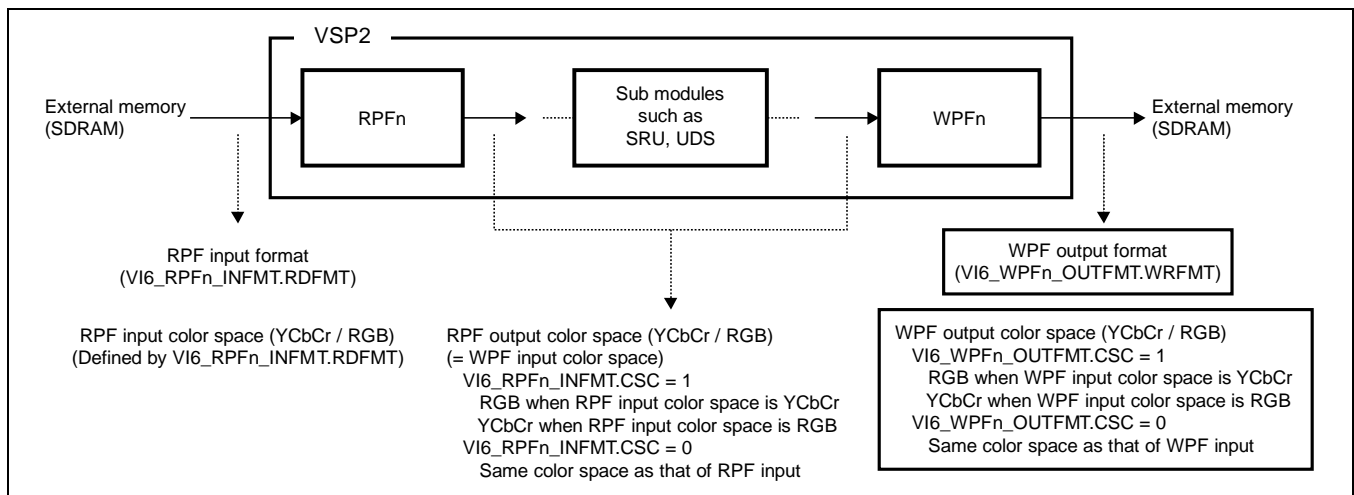 VSP2
External memory
(SDRAM)
RPFn
Sub modules
such as
SRU, UDS
WPFn
External memory
(SDRAM)
RPF input format
(VI6_RPFn_INFMT.RDFMT)
WPF output format
(VI6_WPFn_OUTFMT.WRFMT)
RPF input color space (YCbCr / RGB)
(Defined by VI6_RPFn_INFMT.RDFMT)
RPF output color space (YCbCr / RGB)
(= WPF input color space)
VI6_RPFn_INFMT.CSC = 1
RGB when RPF input color space is YCbCr
YCbCr when RPF input color space is RGB
VI6_RPFn_INFMT.CSC = 0
Same color space as that of RPF input
WPF output color space (YCbCr / RGB)
VI6_WPFn_OUTFMT.CSC = 1
RGB when WPF input color space is YCbCr
YCbCr when WPF input color space is RGB
VI6_WPFn_OUTFMT.CSC = 0
Same color space as that of WPF input